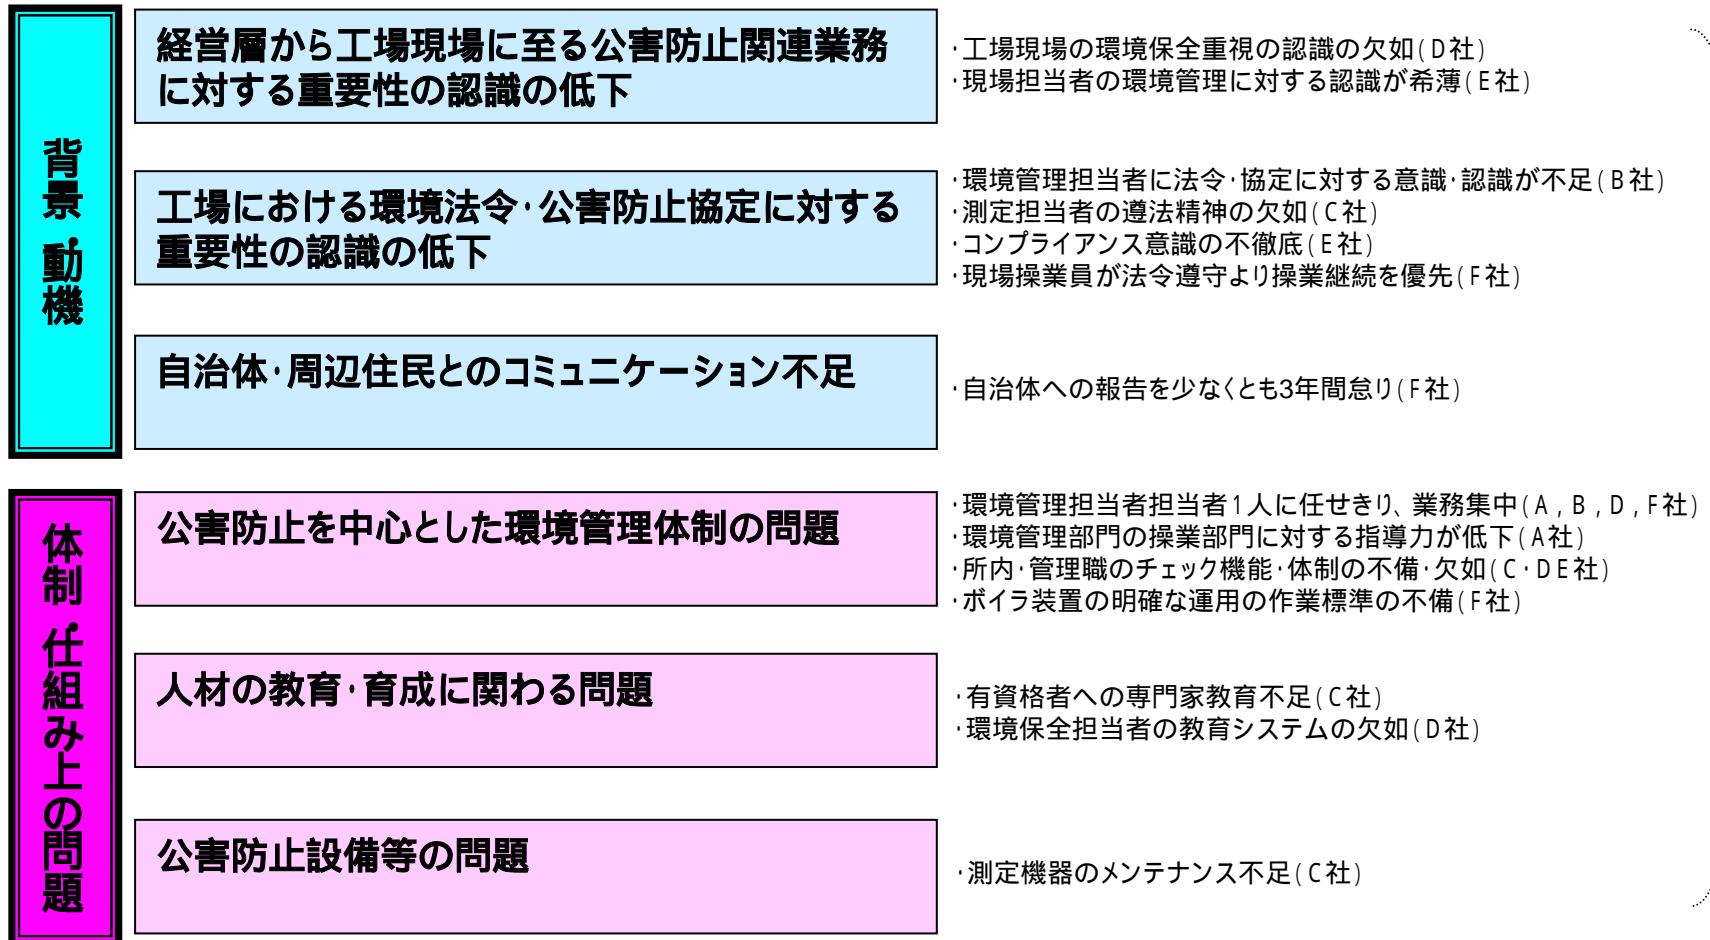 背景・動機
経営層から工場現場に至る公害防止関連業務
に対する重要性の認識の低下
・工場現場の環境保全重視の認識の欠如(D社)
・現場担当者の環境管理に対する認識が希薄(E社)
工場における環境法令・公害防止協定に対する
重要性の認識の低下
・環境管理担当者に法令・協定に対する意識・認識が不足(B社)
・測定担当者の遵法精神の欠如(C社)
・コンプライアンス意識の不徹底(E社)
・現場操業員が法令遵守より操業継続を優先(F社)
自治体・周辺住民とのコミュニケーション不足
・自治体への報告を少なくとも3年間怠り(F社)
体制・仕組み上の問題
公害防止を中心とした環境管理体制の問題
・環境管理担当者担当者1人に任せきり、業務集中(A,B,D,F社)
・環境管理部門の操業部門に対する指導力が低下(A社)
・所内・管理職のチェック機能・体制の不備・欠如(C・DE社)
・ボイラ装置の明確な運用の作業標準の不備(F社)
人材の教育・育成に関わる問題
・有資格者への専門家教育不足(C社)
・環境保全担当者の教育システムの欠如(D社)
公害防止設備等の問題
・測定機器のメンテナンス不足(C社)